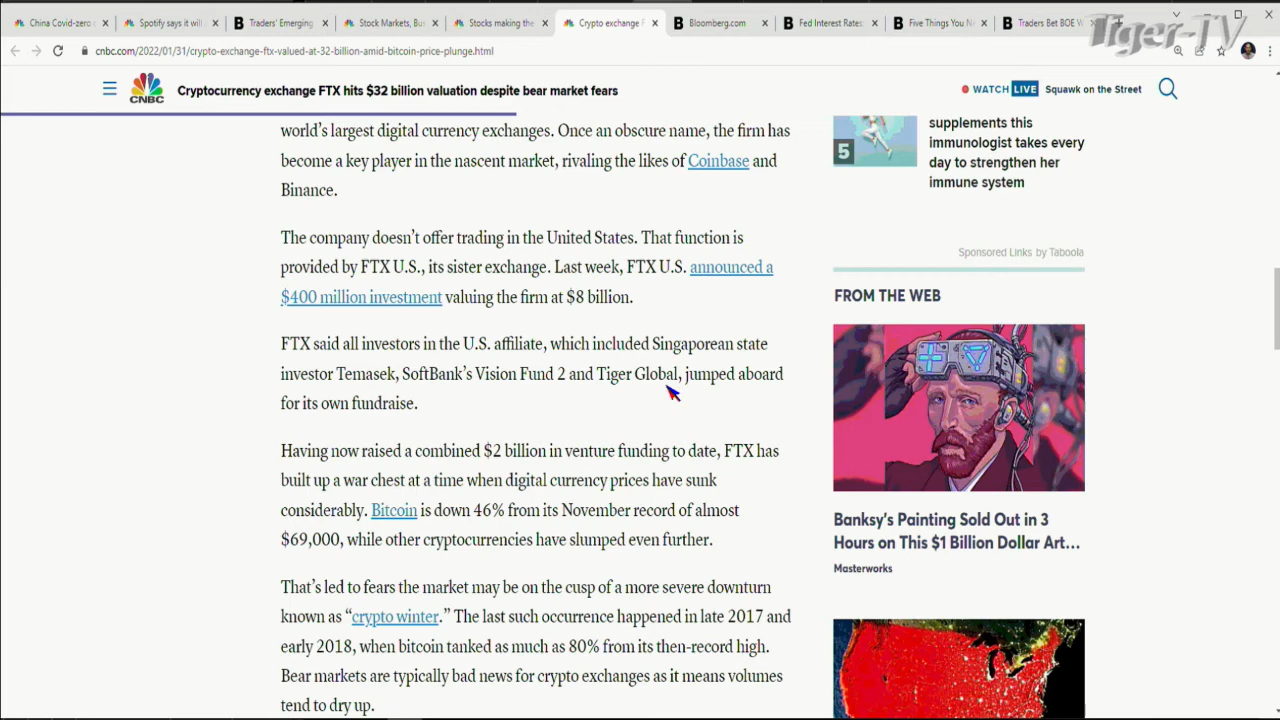 China Covid-zero
Spotify says it will
Traders' Emerging
Stock Markets, Bus
Stocks making the
Crypto exchange F
Bloomberg.com
Fed Interest Rates:
Five Things You N
Traders Bet BOE W
Tiger-TV
cnbc.com/2022/01/31/crypto-exchange-ftx-valued-at-32-billion-amid-bitcoin-price-plunge.html
CNBC
Cryptocurrency exchange FTX hits $32 billion valuation despite bear market fears
WATCH LIVE Squawk on the Street
world's largest digital currency exchanges. Once an obscure name, the firm has
become a key player in the nascent market, rivaling the likes of Coinbase and
Binance.
The company doesn't offer trading in the United States. That function is
provided by FTX U.S., its sister exchange. Last week, FTX U.S. announced a
$400 million investment valuing the firm at $8 billion.
FTX said all investors in the U.S. affiliate, which included Singaporean state
investor Temasek, SoftBank's Vision Fund 2 and Tiger Global, jumped aboard
for its own fundraise.
Having now raised a combined $2 billion in venture funding to date, FTX has
built up a war chest at a time when digital currency prices have sunk
considerably. Bitcoin is down 46% from its November record of almost
$69,000, while other cryptocurrencies have slumped even further.
That's led to fears the market may be on the cusp of a more severe downturn
known as “crypto winter.” The last such occurrence happened in late 2017 and
early 2018, when bitcoin tanked as much as 80% from its then-record high.
Bear markets are typically bad news for crypto exchanges as it means volumes
tend to dry up.
5
supplements this
immunologist takes every
day to strengthen her
immune system
Sponsored Links by Taboola
FROM THE WEB
Banksy's Painting Sold Out in 3
Hours on This $1 Billion Dollar Art...
Masterworks